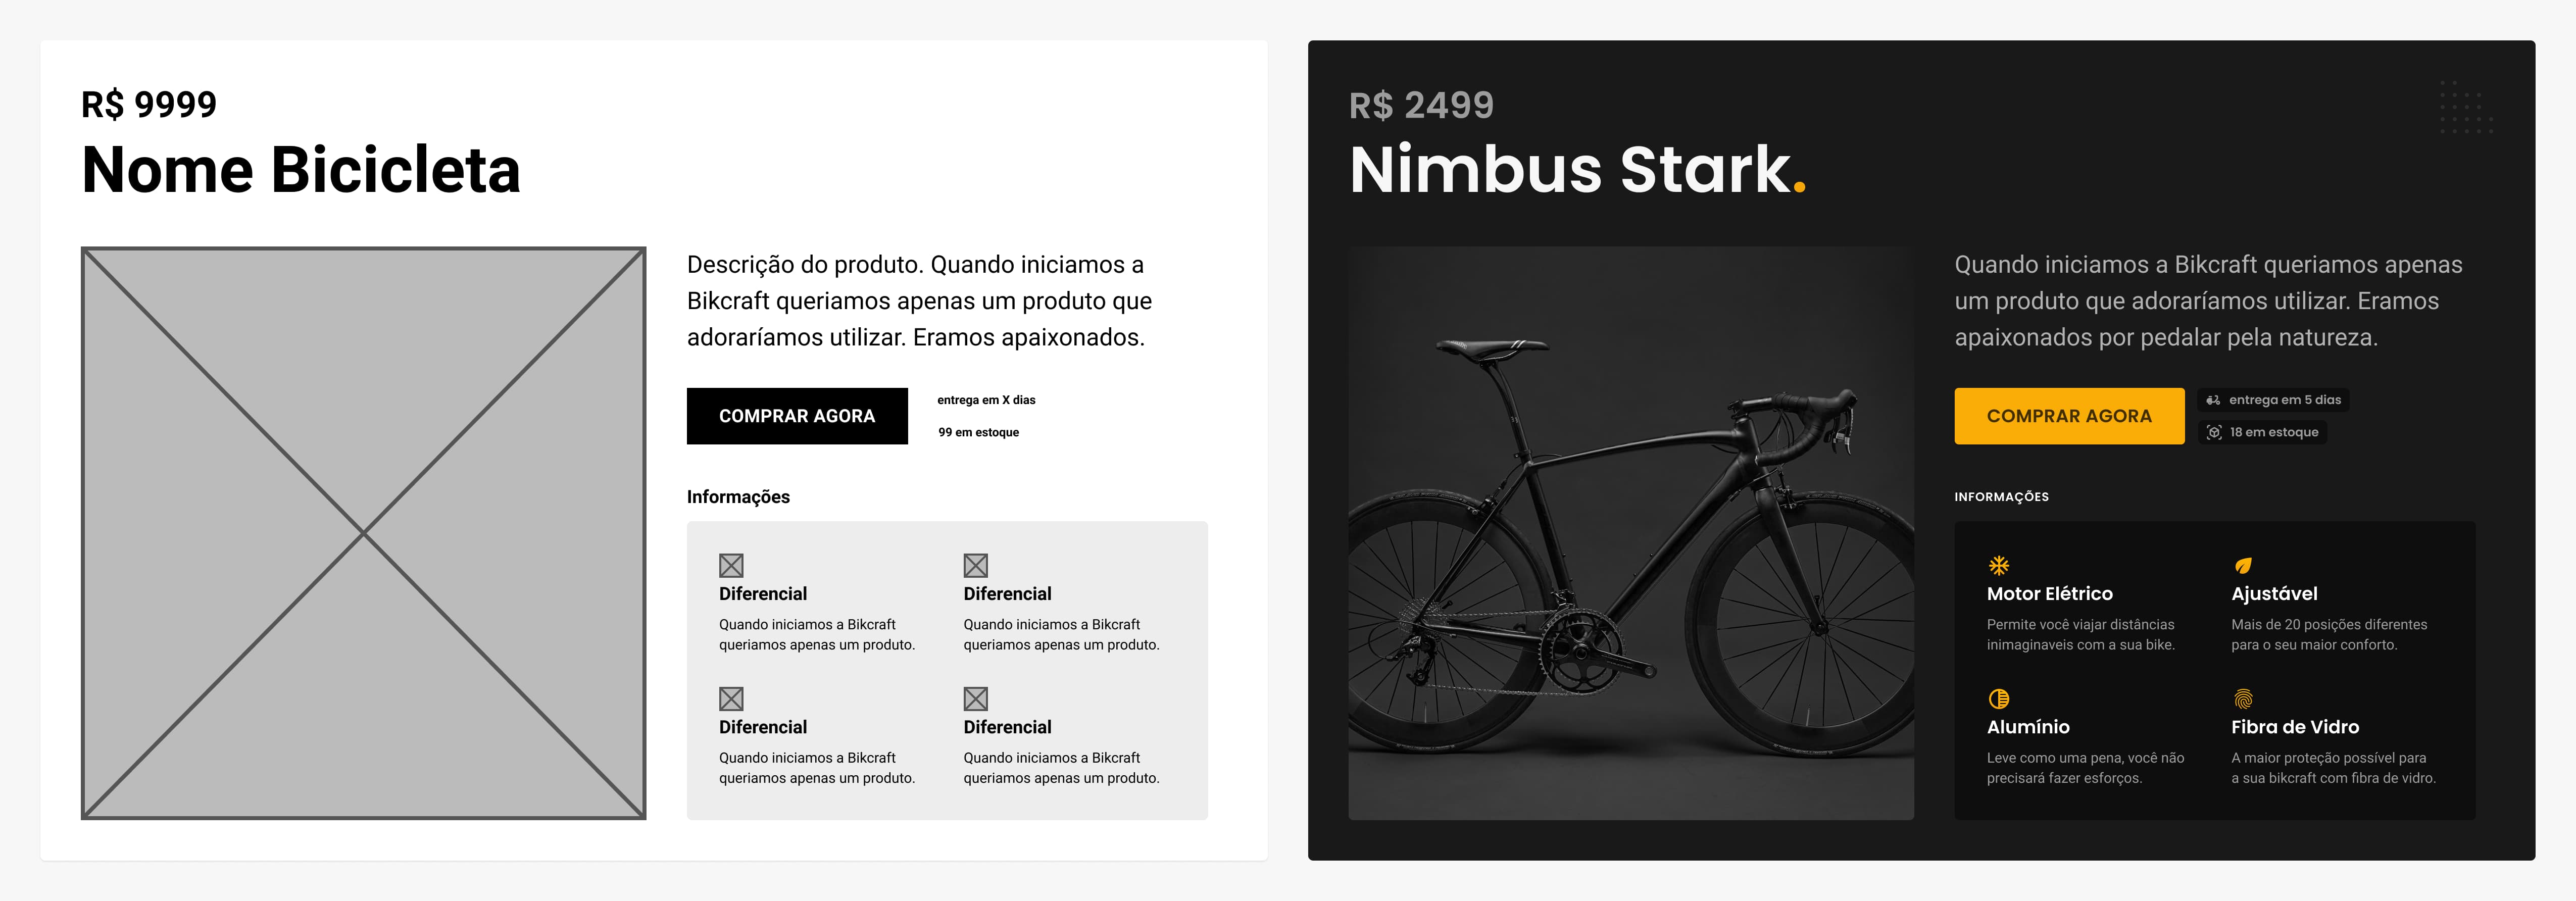 R$ 9999
Nome Bicicleta
Descrição do produto. Quando iniciamos a
Bikcraft queriamos apenas um produto que
adoraríamos utilizar. Eramos apaixonados.
COMPRAR AGORA
entrega em X dias
99 em estoque
Informações
Diferencial
Quando iniciamos a Bikcraft
queriamos apenas um produto.
Diferencial
Quando iniciamos a Bikcraft
queriamos apenas um produto.
Diferencial
Quando iniciamos a Bikcraft
queriamos apenas um produto.
Diferencial
Quando iniciamos a Bikcraft
queriamos apenas um produto.
R$ 2499
Nimbus Stark.
Quando iniciamos a Bikcraft queriamos apenas
um produto que adoraríamos utilizar. Eramos
apaixonados por pedalar pela natureza.
COMPRAR AGORA
entrega em 5 dias
18 em estoque
INFORMAÇÕES
Motor Elétrico
Permite você viajar distâncias
inimaginaveis com a sua bike.
Ajustável
Mais de 20 posições diferentes
para o seu maior conforto.
Alumínio
Leve como uma pena, você não
precisará fazer esforços.
Fibra de Vidro
A maior proteção possível para
a sua bikcraft com fibra de vidro.